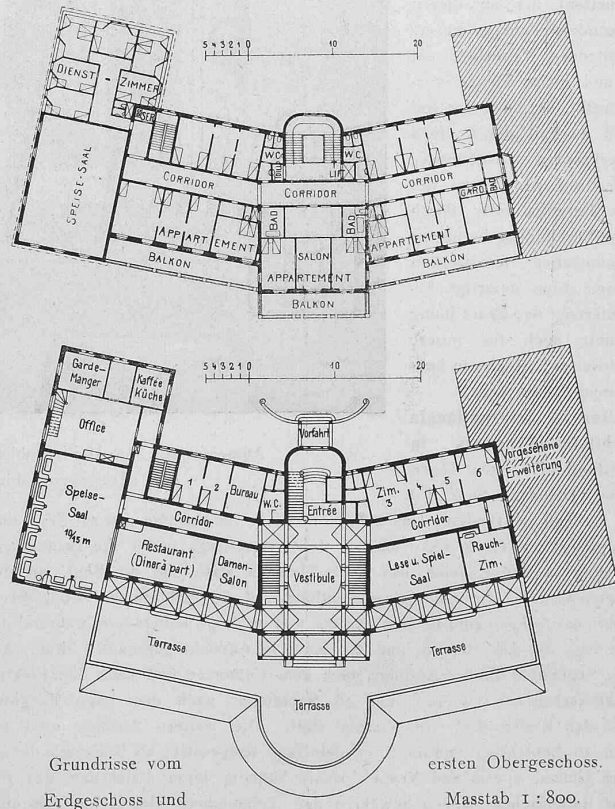 5 4 3 2 1 0 10 20
DIENST - ZIMMER
SPEISE-SAAL
W.C. W.C.
LIFT
CORRIDOR CORRIDOR CORRIDOR
APPARTEMENT
BAD BAD
SALON
APPARTEMENT
APPARTEMENT
GARD. BAD
BALKON BALKON
BALKON
5 4 3 2 1 0 10 20
Garde-
Manger
Kaffée
Küche
Office
Vorfahrt
Speise-
Saal
10/15 m
1 2 Bureau
W.C.
Entrée
Zim.
3 4 5 6
Vorgesehene
Erweiterung
Corridor Corridor
Restaurant
(Diner à part)
Damen-
Salon
Vestibule
Lese u. Spiel-
Saal
Rauch-
Zim.
Terrasse Terrasse
Terrasse
Grundrisse vom ersten Obergeschoss.
Erdgeschoss und Masstab 1 : 800.